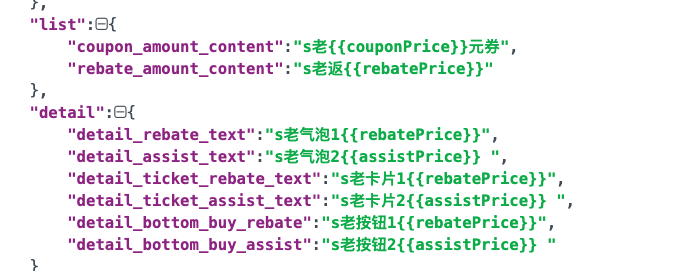 },
"list":{
"coupon_amount_content":"s老{{couponPrice}}元券",
"rebate_amount_content":"s老返{{rebatePrice}}"
},
"detail":{
"detail_rebate_text":"s老气泡1{{rebatePrice}}",
"detail_assist_text":"s老气泡2{{assistPrice}} ",
"detail_ticket_rebate_text":"s老卡片1{{rebatePrice}}",
"detail_ticket_assist_text":"s老卡片2{{assistPrice}} ",
"detail_bottom_buy_rebate":"s老按钮1{{rebatePrice}}",
"detail_bottom_buy_assist":"s老按钮2{{assistPrice}} "
}